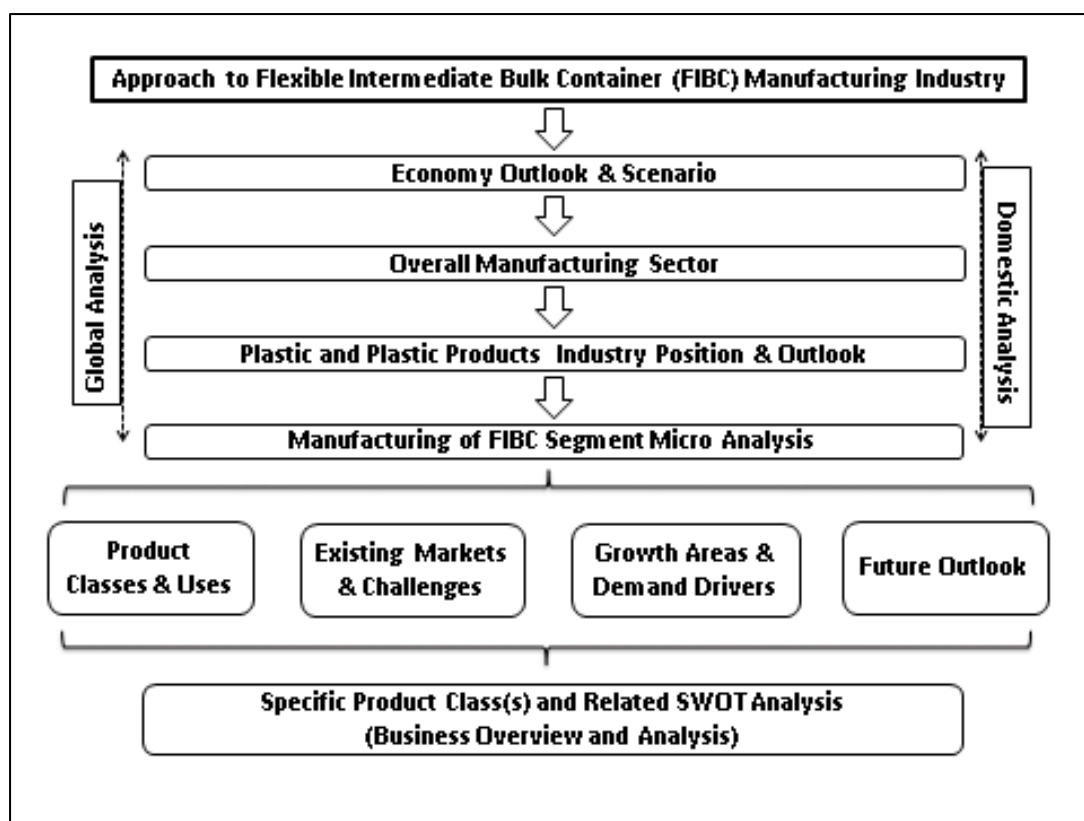 Approach to Flexible Intermediate Bulk Container (FIBC) Manufacturing Industry
Economy Outlook & Scenario
Global Analysis
Domestic Analysis
Overall Manufacturing Sector
Plastic and Plastic Products Industry Position & Outlook
Manufacturing of FIBC Segment Micro Analysis
Product
Classes & Uses
Existing Markets
& Challenges
Growth Areas &
Demand Drivers
Future Outlook
Specific Product Class(s) and Related SWOT Analysis
(Business Overview and Analysis)